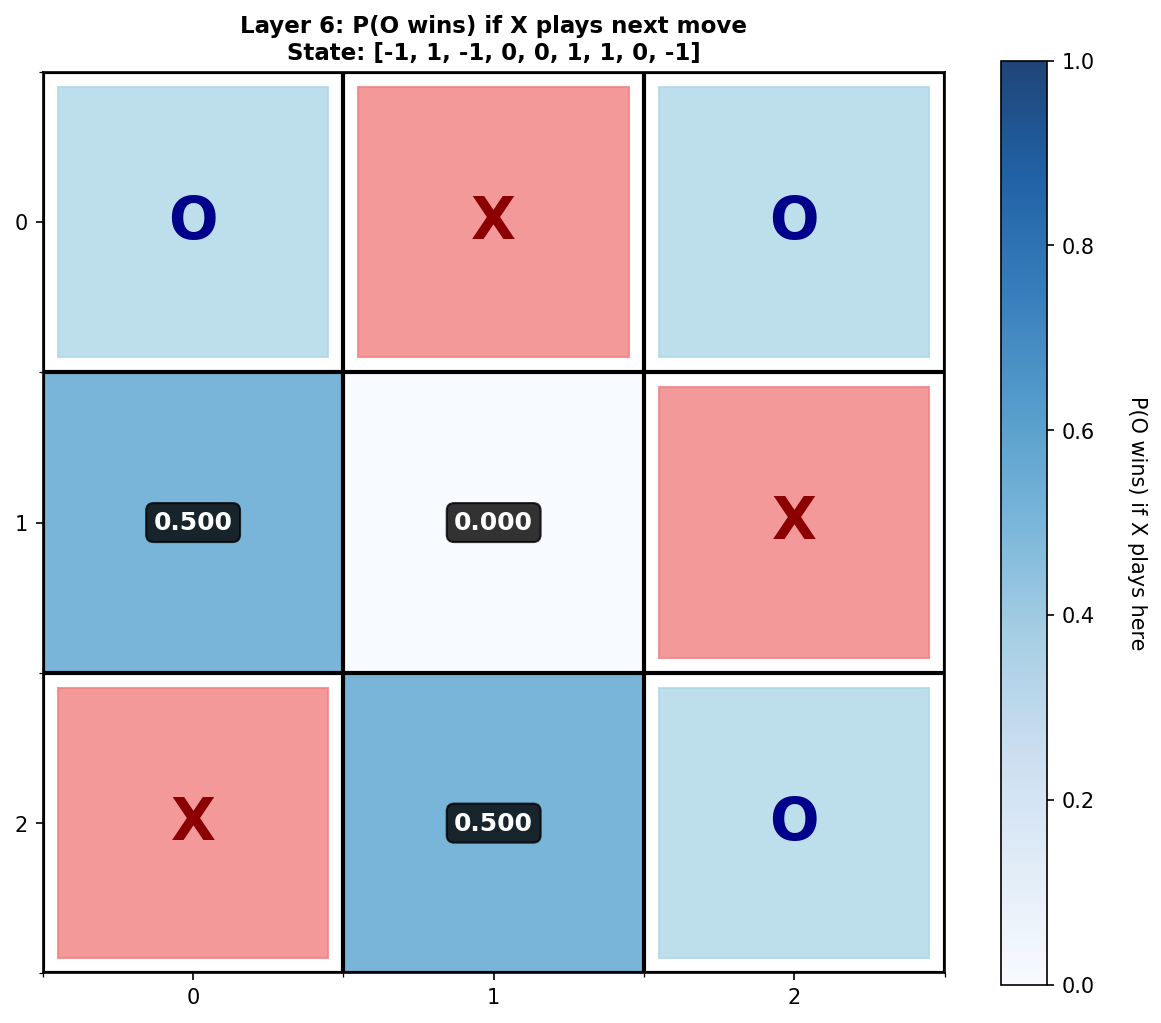 Layer 6: P(O wins) if X plays next move
State: [-1, 1, -1, 0, 0, 1, 1, 0, -1]
O X O
0.500 0.000 X
X 0.500 O
0
1
2
0 1 2
1.0
0.8
0.6
0.4
0.2
0.0
P(O wins) if X plays here